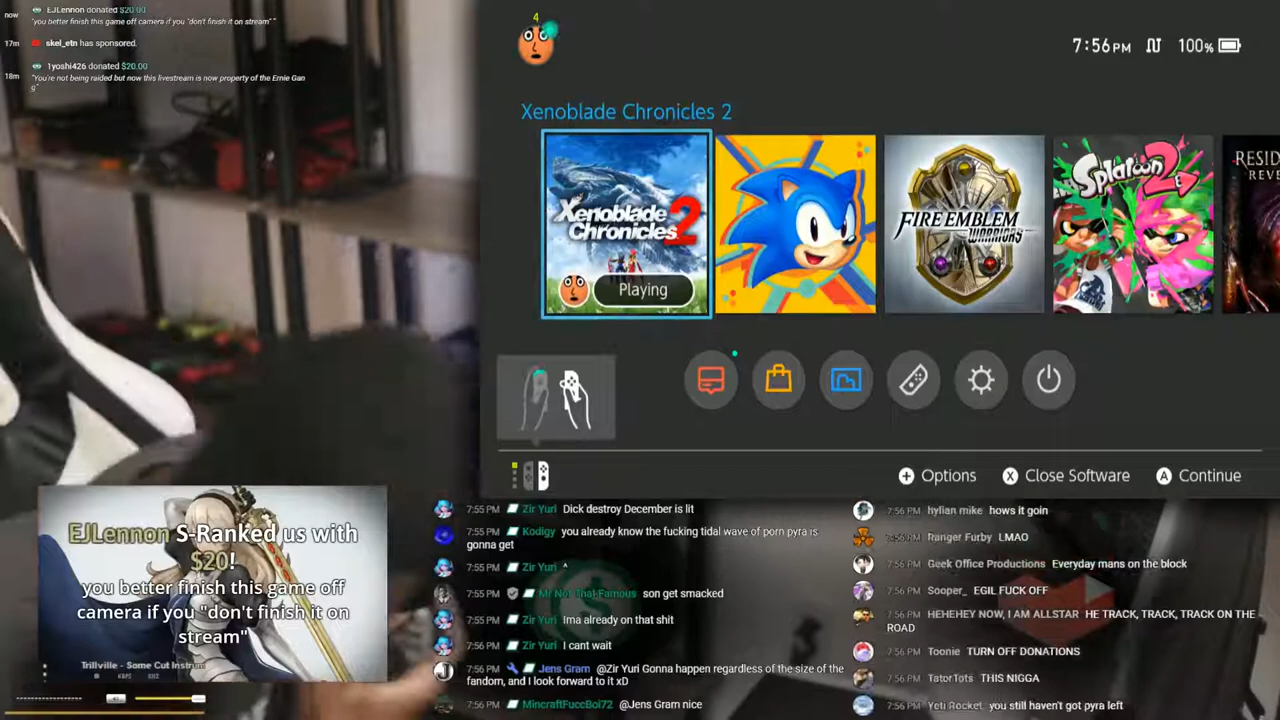 now
EJLennon donated $20.00
"you better finish this game off camera if you "don't finish it on stream" "
17m
skel_etn has sponsored.
1yoshi426 donated $20.00
18m
"You're not being raided but now this livestream is now property of the Ernie Gan
g"
4
7:56PM
100%
Xenoblade Chronicles 2
Xenoblade
Chronicles 2
Playing
FIRE EMBLEM
WARRIORS
Splatoon 2
RESID
REVE
+ Options
X Close Software
A Continue
EJLennon S-Ranked us with
$20!
you better finish this game off
camera if you "don't finish it on
stream"
Trillville - Some Cut Instrum
7:55 PM Zir Yuri Dick destroy December is lit
7:55 PM Kodigy you already know the fucking tidal wave of porn pyra is
gonna get
7:55 PM Zir Yuri ^
7:55 PM Mr Not That Famous son get smacked
7:55 PM Zir Yuri Ima already on that shit
7:56 PM Zir Yuri I cant wait
7:56 PM Jens Gram @Zir Yuri Gonna happen regardless of the size of the
fandom, and I look forward to it xD
7:56 PM MincraftFuccBoi72 @Jens Gram nice
7:56 PM hylian mike hows it goin
7:56 PM Ranger Furby LMAO
7:56 PM Geek Office Productions Everyday mans on the block
7:56 PM Sooper_ EGIL FUCK OFF
7:56 PM HEHEHEY NOW, I AM ALLSTAR HE TRACK, TRACK, TRACK ON THE
ROAD
7:56 PM Toonie TURN OFF DONATIONS
7:56 PM TatorTots THIS NIGGA
7:56 PM Yeti Rocket. you still haven't got pyra left